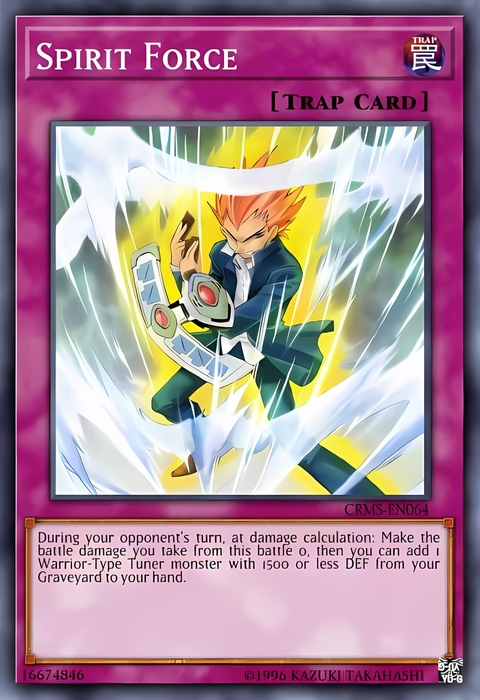 SPIRIT FORCE
TRAP
罠
[TRAP CARD]
CRMS-EN064
During your opponent's turn, at damage calculation: Make the
battle damage you take from this battle 0, then you can add 1
Warrior-Type Tuner monster with 1500 or less DEF from your
Graveyard to your hand.
16674846
©1996 KAZUKI TAKAHASHI